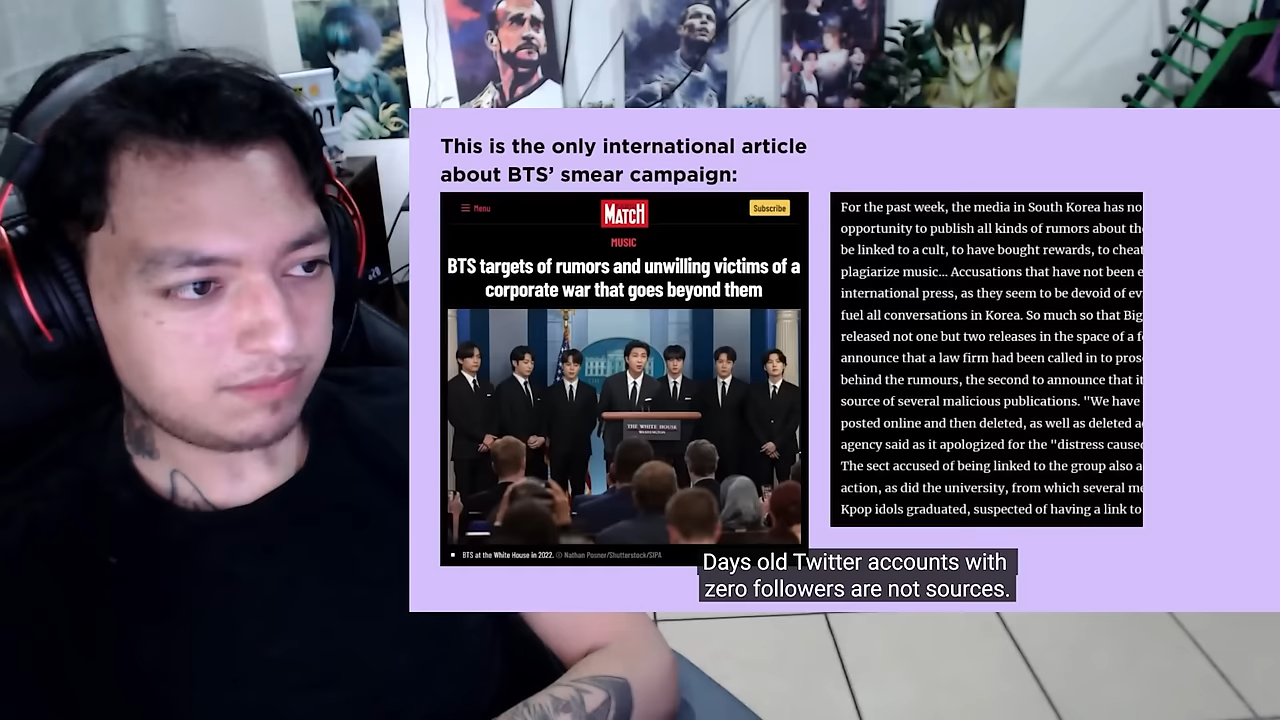 This is the only international article
about BTS’ smear campaign:
Menu
MATCH
Subscribe
MUSIC
BTS targets of rumors and unwilling victims of a
corporate war that goes beyond them
THE WHITE HOUSE
WASHINGTON
BTS at the White House in 2022. © Nathan Posner/Shutterstock/SIPA
For the past week, the media in South Korea has no
opportunity to publish all kinds of rumors about th
be linked to a cult, to have bought rewards, to cheat
plagiarize music... Accusations that have not been e
international press, as they seem to be devoid of ev
fuel all conversations in Korea. So much so that Big
released not one but two releases in the space of a f
announce that a law firm had been called in to pros
behind the rumours, the second to announce that it
source of several malicious publications. "We have
posted online and then deleted, as well as deleted a
agency said as it apologized for the "distress cause
The sect accused of being linked to the group also a
action, as did the university, from which several me
Kpop idols graduated, suspected of having a link to
Days old Twitter accounts with
zero followers are not sources.